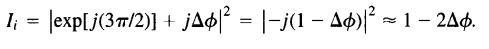 I_i = |exp[j(3π/2)] + jΔϕ|² = |−j(1 − Δϕ)|² ≈ 1 − 2Δϕ.